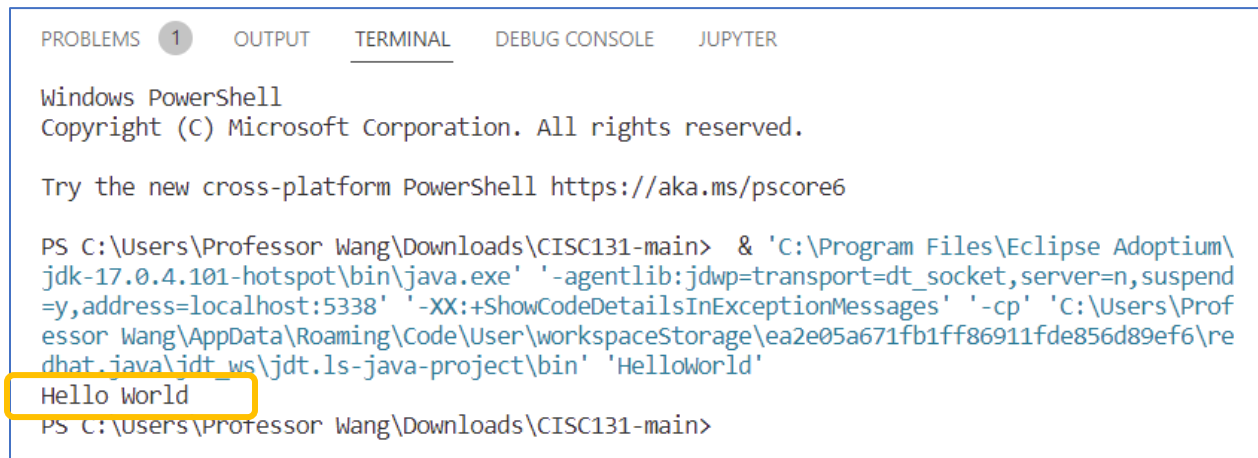 PROBLEMS 1 OUTPUT TERMINAL DEBUG CONSOLE JUPYTER
Windows PowerShell
Copyright (C) Microsoft Corporation. All rights reserved.
Try the new cross-platform PowerShell https://aka.ms/pscore6
PS C:\Users\Professor Wang\Downloads\CISC131-main>  & 'C:\Program Files\Eclipse Adoptium\
jdk-17.0.4.101-hotspot\bin\java.exe' '-agentlib:jdwp=transport=dt_socket,server=n,suspend
=y,address=localhost:5338' '-XX:+ShowCodeDetailsInExceptionMessages' '-cp' 'C:\Users\Prof
essor Wang\AppData\Roaming\Code\User\workspaceStorage\ea2e05a671fb1ff86911fde856d89ef6\re
dhat.java\jdt_ws\jdt.ls-java-project\bin' 'HelloWorld'
Hello World
PS C:\Users\Professor Wang\Downloads\CISC131-main>